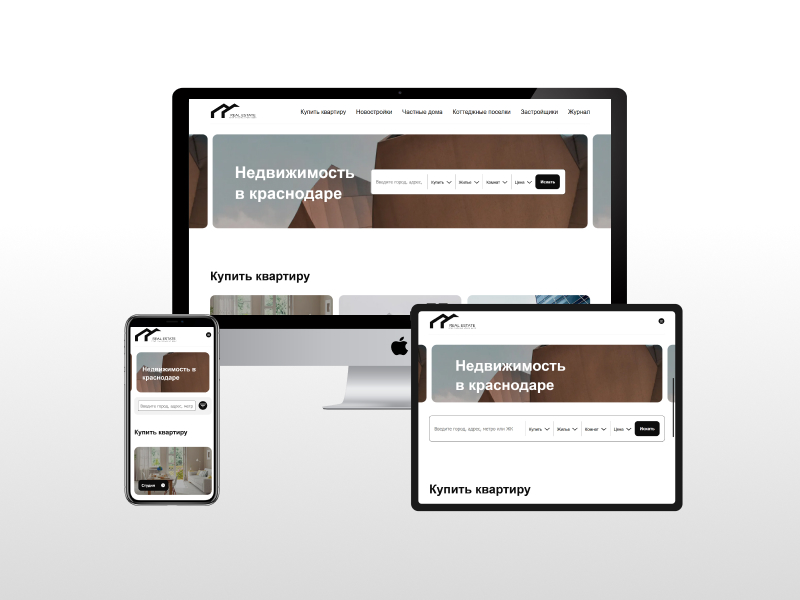 REAL ESTATE
Купить квартиру Новостройки Частные дома Коттеджные поселки Застройщики Журнал
Недвижимость
в краснодаре
Введите город, адрес, Купить Жилье Комнат Цена Искать
Купить квартиру
REAL ESTATE
Недвижимость в
краснодаре
Введите город, адрес, метр
Купить квартиру
Студия
REAL ESTATE
Недвижимость
в краснодаре
Введите город, адрес, метро или ЖК Купить Жилье Комнат Цена Искать
Купить квартиру